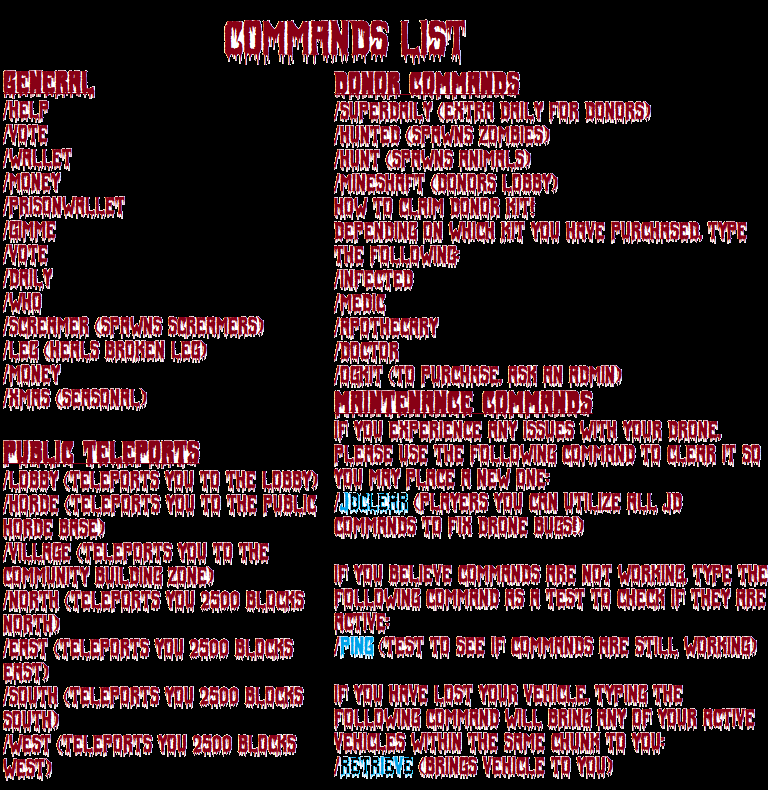 COMMANDS LIST
GENERAL
/HELP
/VOTE
/WALLET
/MONEY
/PRISONWALLET
/GIMME
/VOTE
/DAILY
/WHO
/SCREAMER (SPAWNS SCREAMERS)
/LEG (HEALS BROKEN LEG)
/MONEY
/XMAS (SEASONAL)
PUBLIC TELEPORTS
/LOBBY (TELEPORTS YOU TO THE LOBBY)
/HORDE (TELEPORTS YOU TO THE PUBLIC
HORDE BASE)
/VILLAGE (TELEPORTS YOU TO THE
COMMUNITY BUILDING ZONE)
/NORTH (TELEPORTS YOU 2500 BLOCKS
NORTH)
/EAST (TELEPORTS YOU 2500 BLOCKS
EAST)
/SOUTH (TELEPORTS YOU 2500 BLOCKS
SOUTH)
/WEST (TELEPORTS YOU 2500 BLOCKS
WEST)
DONOR COMMANDS
/SUPERDAILY (EXTRA DAILY FOR DONORS)
/HUNTED (SPAWNS ZOMBIES)
/HUNT (SPAWNS ANIMALS)
/MINESHAFT (DONORS LOBBY)
HOW TO CLAIM DONOR KIT!
DEPENDING ON WHICH KIT YOU HAVE PURCHASED, TYPE
THE FOLLOWING:
/INFECTED
/MEDIC
/APOTHECARY
/DOCTOR
/OGKIT (TO PURCHASE, ASK AN ADMIN)
MAINTENANCE COMMANDS
IF YOU EXPERIENCE ANY ISSUES WITH YOUR DRONE,
PLEASE USE THE FOLLOWING COMMAND TO CLEAR IT SO
YOU MAY PLACE A NEW ONE:
/JDCLEAR (PLAYERS YOU CAN UTILIZE ALL JD
COMMANDS TO FIX DRONE BUGS!)
IF YOU BELIEVE COMMANDS ARE NOT WORKING TYPE THE
FOLLOWING COMMAND AS A TEST TO CHECK IF THEY ARE
ACTIVE:
/PING (TEST TO SEE IF COMMANDS ARE STILL WORKING)
IF YOU HAVE LOST YOUR VEHICLE, TYPING THE
FOLLOWING COMMAND WILL BRING ANY OF YOUR ACTIVE
VEHICLES WITHIN THE SAME CHUNK TO YOU:
/RETRIEVE (BRINGS VEHICLE TO YOU)